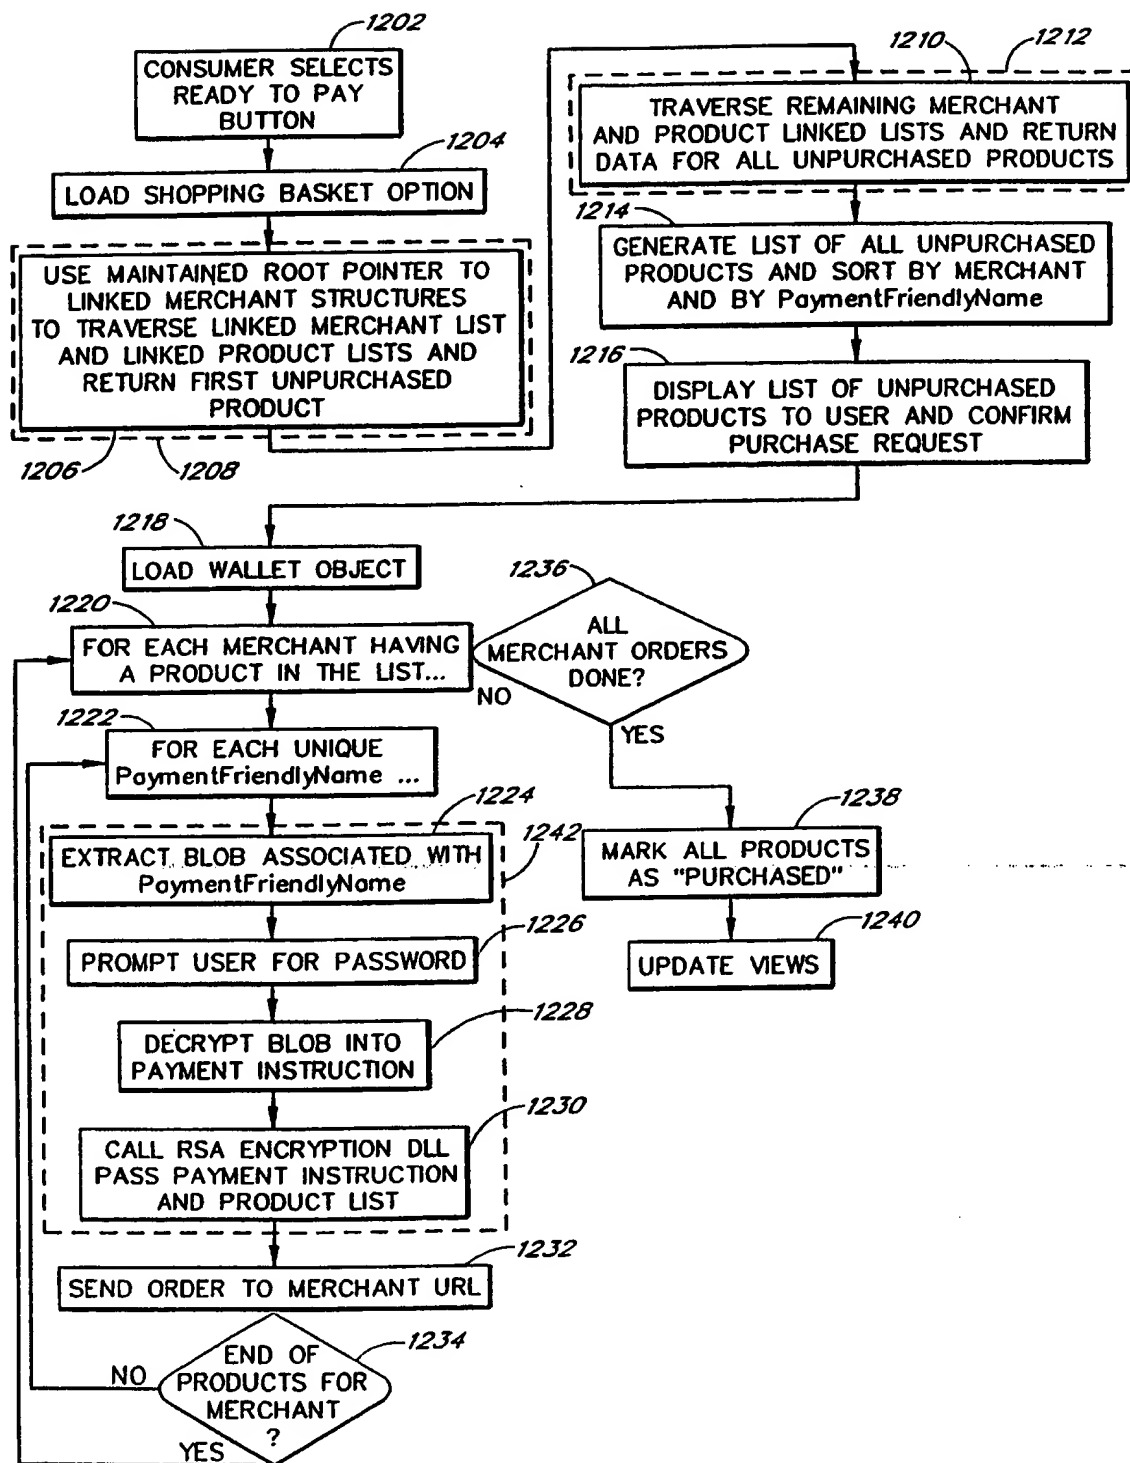 1202
CONSUMER SELECTS
READY TO PAY
BUTTON
1204
LOAD SHOPPING BASKET OPTION
USE MAINTAINED ROOT POINTER TO
LINKED MERCHANT STRUCTURES
TO TRAVERSE LINKED MERCHANT LIST
AND LINKED PRODUCT LISTS AND
RETURN FIRST UNPURCHASED
PRODUCT
1206
1208
1210
1212
TRAVERSE REMAINING MERCHANT
AND PRODUCT LINKED LISTS AND RETURN
DATA FOR ALL UNPURCHASED PRODUCTS
1214
GENERATE LIST OF ALL UNPURCHASED
PRODUCTS AND SORT BY MERCHANT
AND BY PaymentFriendlyName
1216
DISPLAY LIST OF UNPURCHASED
PRODUCTS TO USER AND CONFIRM
PURCHASE REQUEST
1218
LOAD WALLET OBJECT
1220
FOR EACH MERCHANT HAVING
A PRODUCT IN THE LIST...
1236
ALL
MERCHANT ORDERS
DONE?
NO
YES
1222
FOR EACH UNIQUE
PaymentFriendlyName ...
1224
1242
EXTRACT BLOB ASSOCIATED WITH
PaymentFriendlyName
1226
PROMPT USER FOR PASSWORD
1228
DECRYPT BLOB INTO
PAYMENT INSTRUCTION
1230
CALL RSA ENCRYPTION DLL
PASS PAYMENT INSTRUCTION
AND PRODUCT LIST
1238
MARK ALL PRODUCTS
AS "PURCHASED"
1240
UPDATE VIEWS
1232
SEND ORDER TO MERCHANT URL
1234
END OF
PRODUCTS FOR
MERCHANT
?
NO
YES